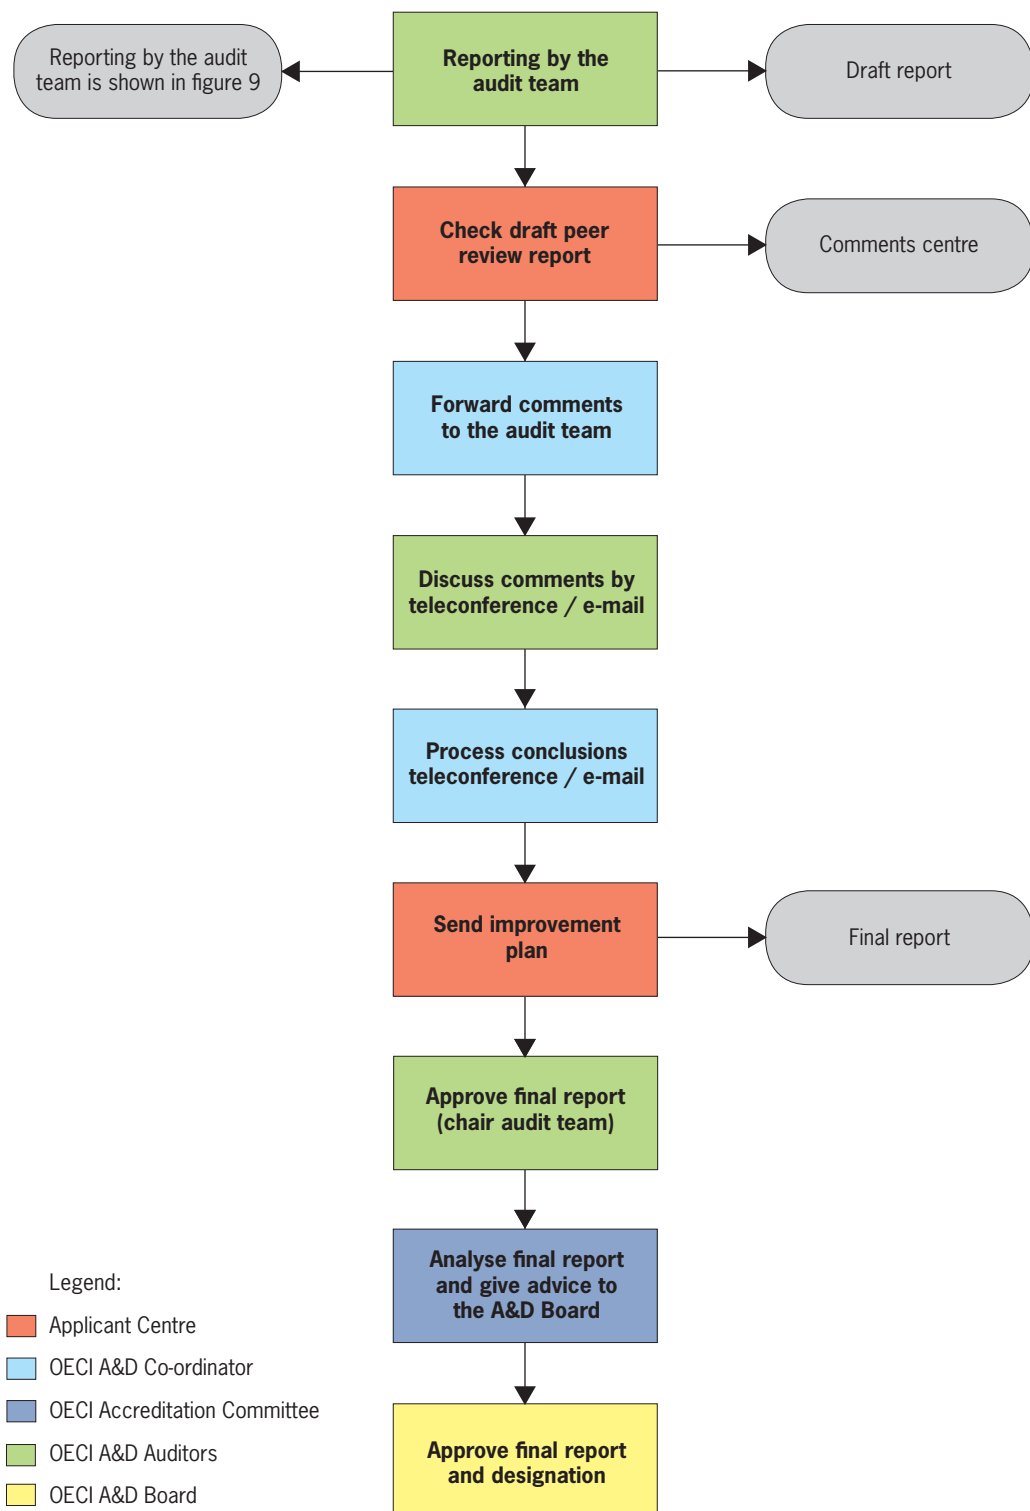 Reporting by the audit
team is shown in figure 9
Reporting by the
audit team
Draft report
Check draft peer
review report
Comments centre
Forward comments
to the audit team
Discuss comments by
teleconference / e-mail
Process conclusions
teleconference / e-mail
Send improvement
plan
Final report
Approve final report
(chair audit team)
Analyse final report
and give advice to
the A&D Board
Approve final report
and designation
Legend:
Applicant Centre
OECI A&D Co-ordinator
OECI Accreditation Committee
OECI A&D Auditors
OECI A&D Board